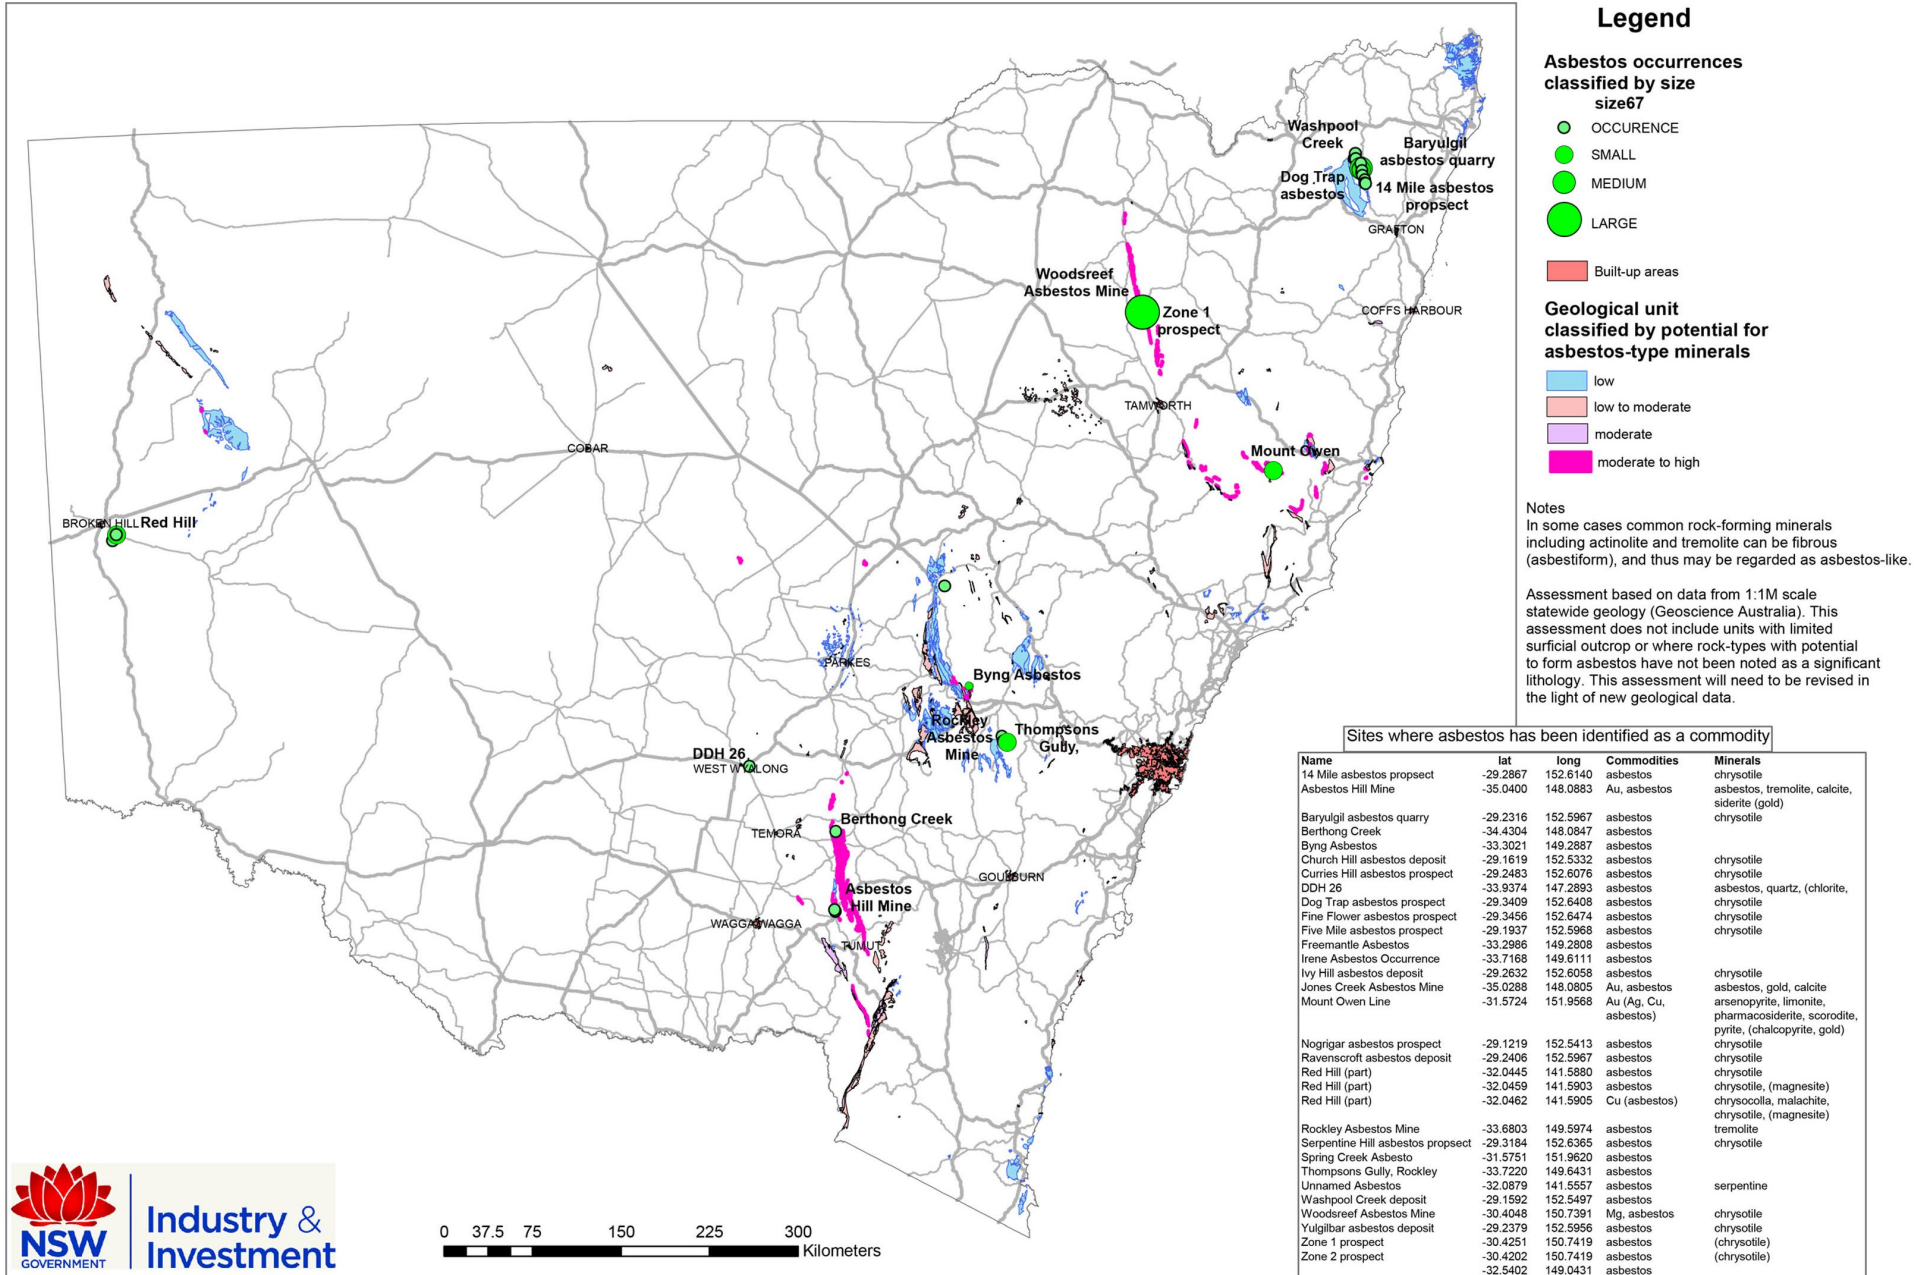 Legend
Asbestos occurrences
classified by size
size67
OCCURENCE
SMALL
MEDIUM
LARGE
Built-up areas
Geological unit
classified by potential for
asbestos-type minerals
low
low to moderate
moderate
moderate to high
Notes
In some cases common rock-forming minerals
including actinolite and tremolite can be fibrous
(asbestiform), and thus may be regarded as asbestos-like.
Assessment based on data from 1:1M scale
statewide geology (Geoscience Australia). This
assessment does not include units with limited
surficial outcrop or where rock-types with potential
to form asbestos have not been noted as a significant
lithology. This assessment will need to be revised in
the light of new geological data.
Washpool
Creek
Baryulgil
asbestos quarry
Dog Trap
asbestos
14 Mile asbestos
propsect
GRAFTON
Woodsreef
Asbestos Mine
Zone 1
prospect
COFFS HARBOUR
TAMWORTH
COBAR
Mount Owen
BROKEN HILL
Red Hill
PARKES
Byng Asbestos
Rockley
Asbestos
Mine
Thompsons
Gully,
DDH 26
WEST WYALONG
Berthong Creek
TEMORA
GOULBURN
Asbestos
Hill Mine
WAGGA WAGGA
TUMUT
Sites where asbestos has been identified as a commodity
Name lat long Commodities Minerals
14 Mile asbestos propsect -29.2867 152.6140 asbestos chrysotile
Asbestos Hill Mine -35.0400 148.0883 Au, asbestos asbestos, tremolite, calcite,
siderite (gold)
Baryulgil asbestos quarry -29.2316 152.5967 asbestos chrysotile
Berthong Creek -34.4304 148.0847 asbestos
Byng Asbestos -33.3021 149.2887 asbestos
Church Hill asbestos deposit -29.1619 152.5332 asbestos chrysotile
Curries Hill asbestos prospect -29.2483 152.6076 asbestos chrysotile
DDH 26 -33.9374 147.2893 asbestos asbestos, quartz, (chlorite,
Dog Trap asbestos prospect -29.3409 152.6408 asbestos chrysotile
Fine Flower asbestos prospect -29.3456 152.6474 asbestos chrysotile
Five Mile asbestos prospect -29.1937 152.5968 asbestos chrysotile
Freemantle Asbestos -33.2986 149.2808 asbestos
Irene Asbestos Occurrence -33.7168 149.6111 asbestos
Ivy Hill asbestos deposit -29.2632 152.6058 asbestos chrysotile
Jones Creek Asbestos Mine -35.0288 148.0805 Au, asbestos asbestos, gold, calcite
Mount Owen Line -31.5724 151.9568 Au (Ag, Cu, arsenopyrite, limonite,
asbestos) pharmacosiderite, scorodite,
pyrite, (chalcopyrite, gold)
Nogrigar asbestos prospect -29.1219 152.5413 asbestos chrysotile
Ravenscroft asbestos deposit -29.2406 152.5967 asbestos chrysotile
Red Hill (part) -32.0445 141.5880 asbestos chrysotile
Red Hill (part) -32.0459 141.5903 asbestos chrysotile, (magnesite)
Red Hill (part) -32.0462 141.5905 Cu (asbestos) chrysocolla, malachite,
chrysotile, (magnesite)
Rockley Asbestos Mine -33.6803 149.5974 asbestos tremolite
Serpentine Hill asbestos propsect -29.3184 152.6365 asbestos chrysotile
Spring Creek Asbesto -31.5751 151.9620 asbestos
Thompsons Gully, Rockley -33.7220 149.6431 asbestos
Unnamed Asbestos -32.0879 141.5557 asbestos serpentine
Washpool Creek deposit -29.1592 152.5497 asbestos
Woodsreef Asbestos Mine -30.4048 150.7391 Mg, asbestos chrysotile
Yulgilbar asbestos deposit -29.2379 152.5956 asbestos chrysotile
Zone 1 prospect -30.4251 150.7419 asbestos (chrysotile)
Zone 2 prospect -30.4202 150.7419 asbestos (chrysotile)
-32.5402 149.0431 asbestos
0 37.5 75 150 225 300
Kilometers
NSW
GOVERNMENT
Industry &
Investment